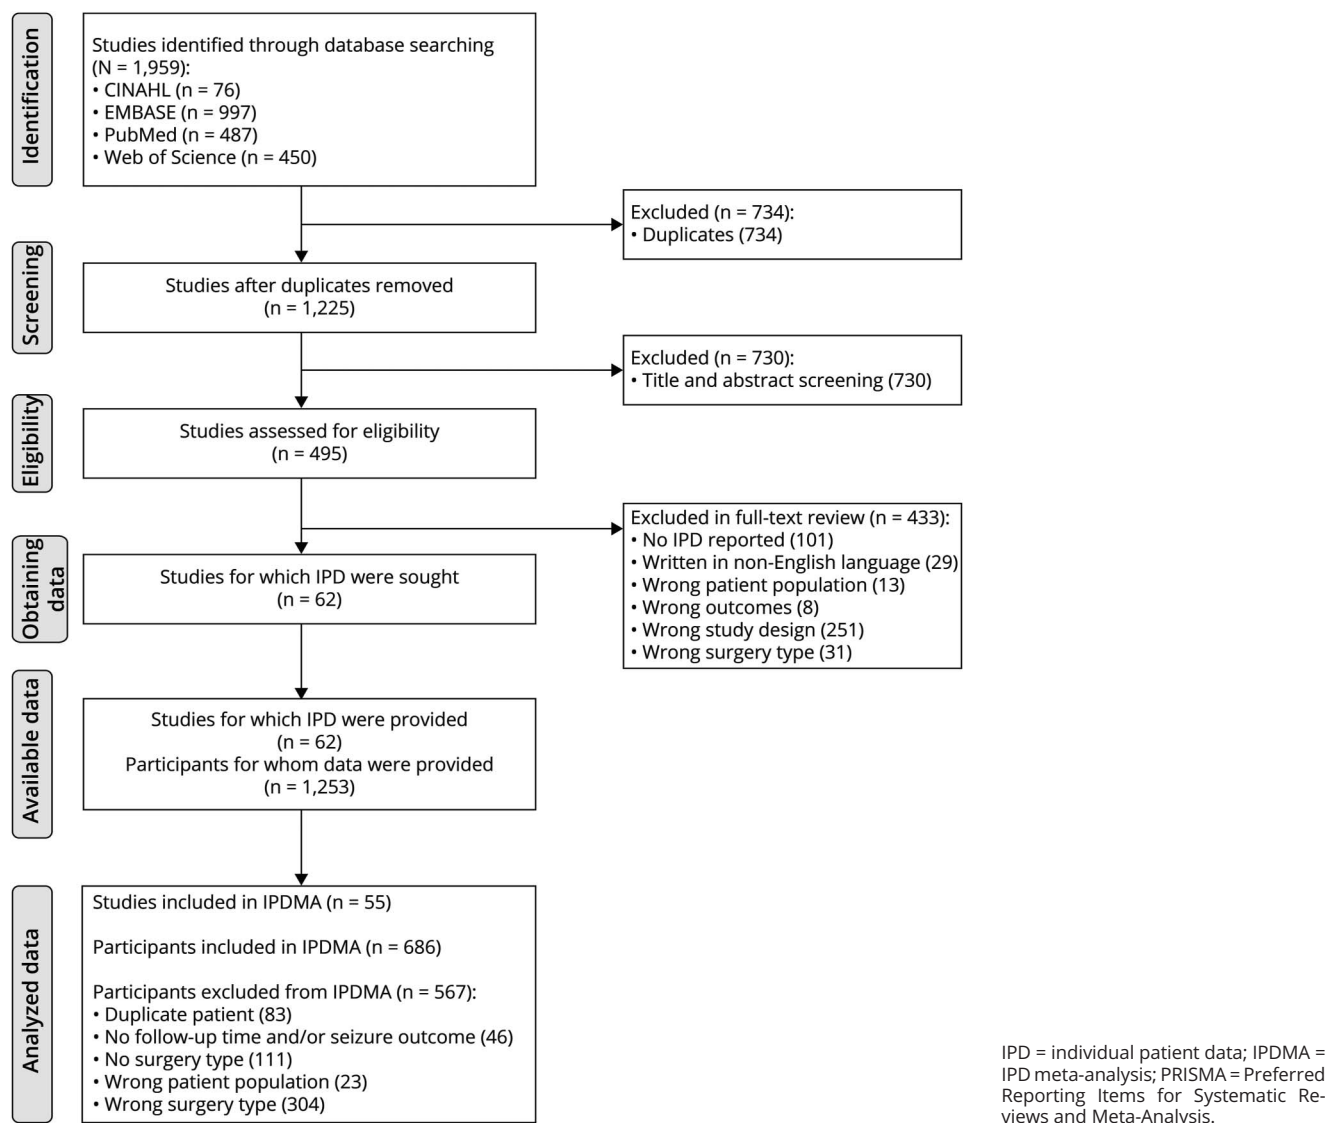 Identification
Studies identified through database searching
(N = 1,959):
• CINAHL (n = 76)
• EMBASE (n = 997)
• PubMed (n = 487)
• Web of Science (n = 450)
Excluded (n = 734):
• Duplicates (734)
Screening
Studies after duplicates removed
(n = 1,225)
Excluded (n = 730):
• Title and abstract screening (730)
Eligibility
Studies assessed for eligibility
(n = 495)
Excluded in full-text review (n = 433):
• No IPD reported (101)
• Written in non-English language (29)
• Wrong patient population (13)
• Wrong outcomes (8)
• Wrong study design (251)
• Wrong surgery type (31)
Obtaining
data
Studies for which IPD were sought
(n = 62)
Available data
Studies for which IPD were provided
(n = 62)
Participants for whom data were provided
(n = 1,253)
Analyzed data
Studies included in IPDMA (n = 55)
Participants included in IPDMA (n = 686)
Participants excluded from IPDMA (n = 567):
• Duplicate patient (83)
• No follow-up time and/or seizure outcome (46)
• No surgery type (111)
• Wrong patient population (23)
• Wrong surgery type (304)
IPD = individual patient data; IPDMA =
IPD meta-analysis; PRISMA = Preferred
Reporting Items for Systematic Re-
views and Meta-Analysis.